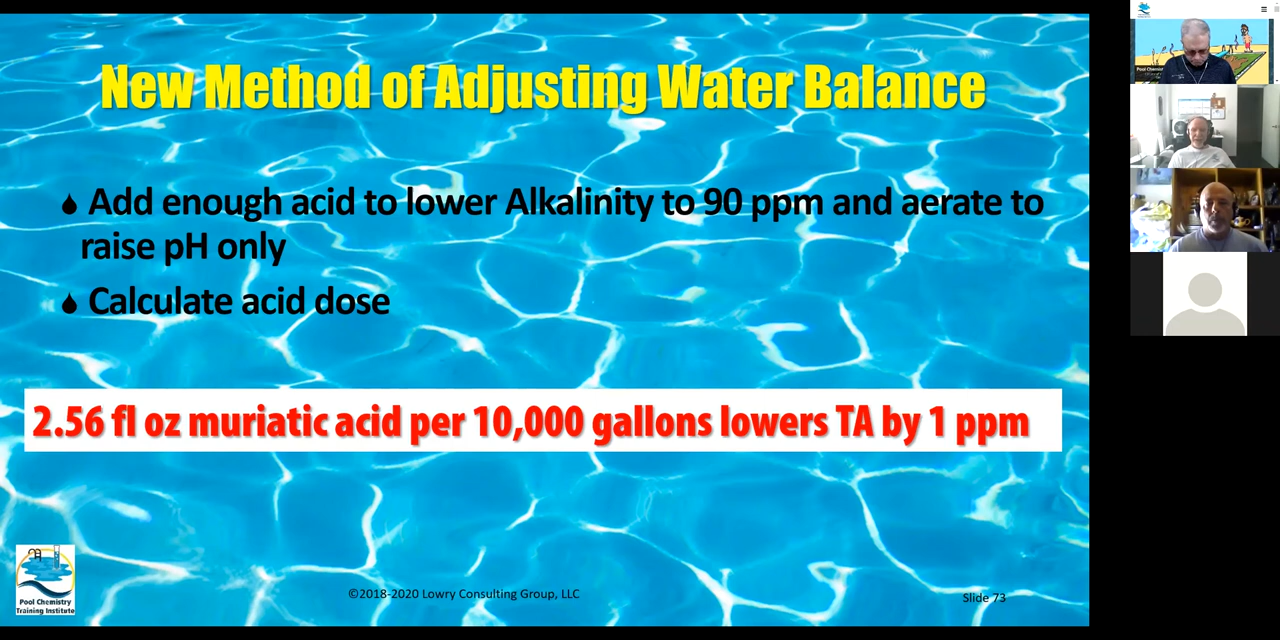 New Method of Adjusting Water Balance
Add enough acid to lower Alkalinity to 90 ppm and aerate to
raise pH only
Calculate acid dose
2.56 fl oz muriatic acid per 10,000 gallons lowers TA by 1 ppm
Pool Chemistry
Training Institute
©2018-2020 Lowry Consulting Group, LLC
Slide 73